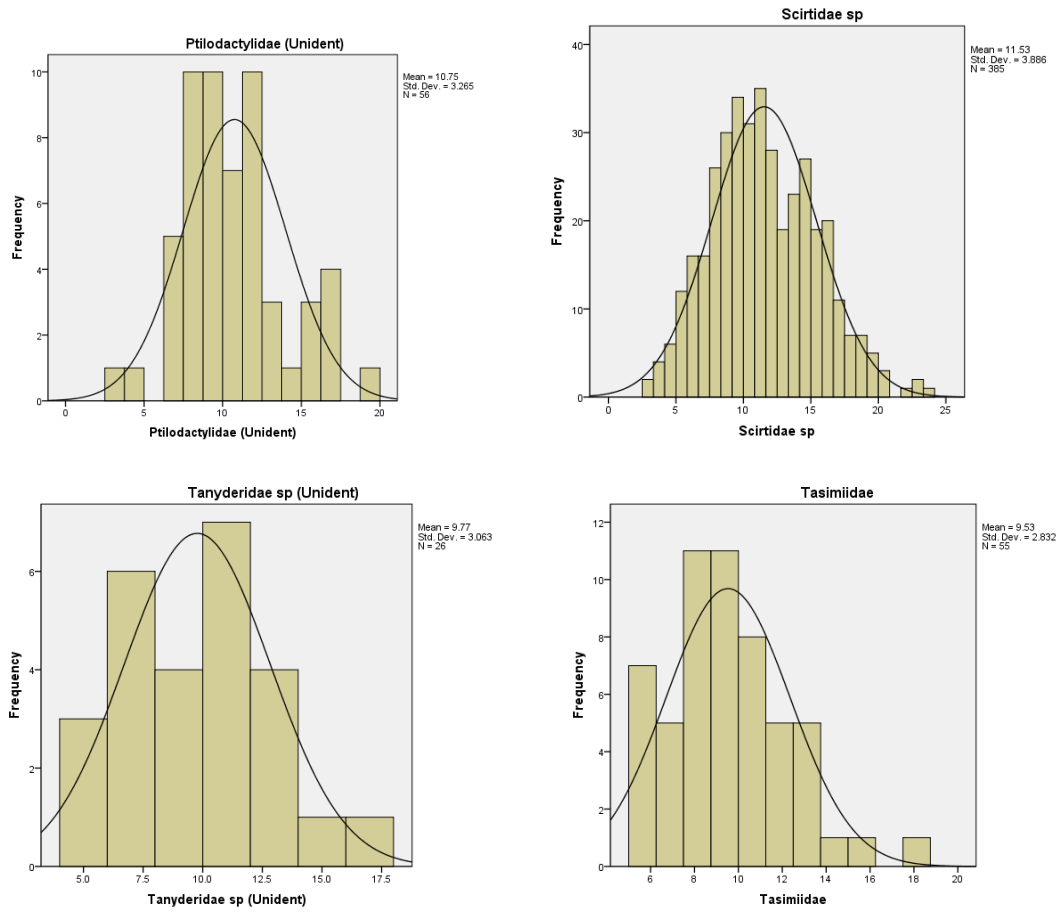 Ptilodactylidae (Unident)
Mean = 10.75
Std. Dev. = 3.265
N = 56
Frequency
10
8
6
4
2
0
0 5 10 15 20
Ptilodactylidae (Unident)
Scirtidae sp
Mean = 11.53
Std. Dev. = 3.886
N = 385
Frequency
40
30
20
10
0
0 5 10 15 20 25
Scirtidae sp
Tanyderidae sp (Unident)
Mean = 9.77
Std. Dev. = 3.063
N = 26
Frequency
6
4
2
0
5.0 7.5 10.0 12.5 15.0 17.5
Tanyderidae sp (Unident)
Tasimiidae
Mean = 9.53
Std. Dev. = 2.832
N = 55
Frequency
12
10
8
6
4
2
0
6 8 10 12 14 16 18 20
Tasimiidae